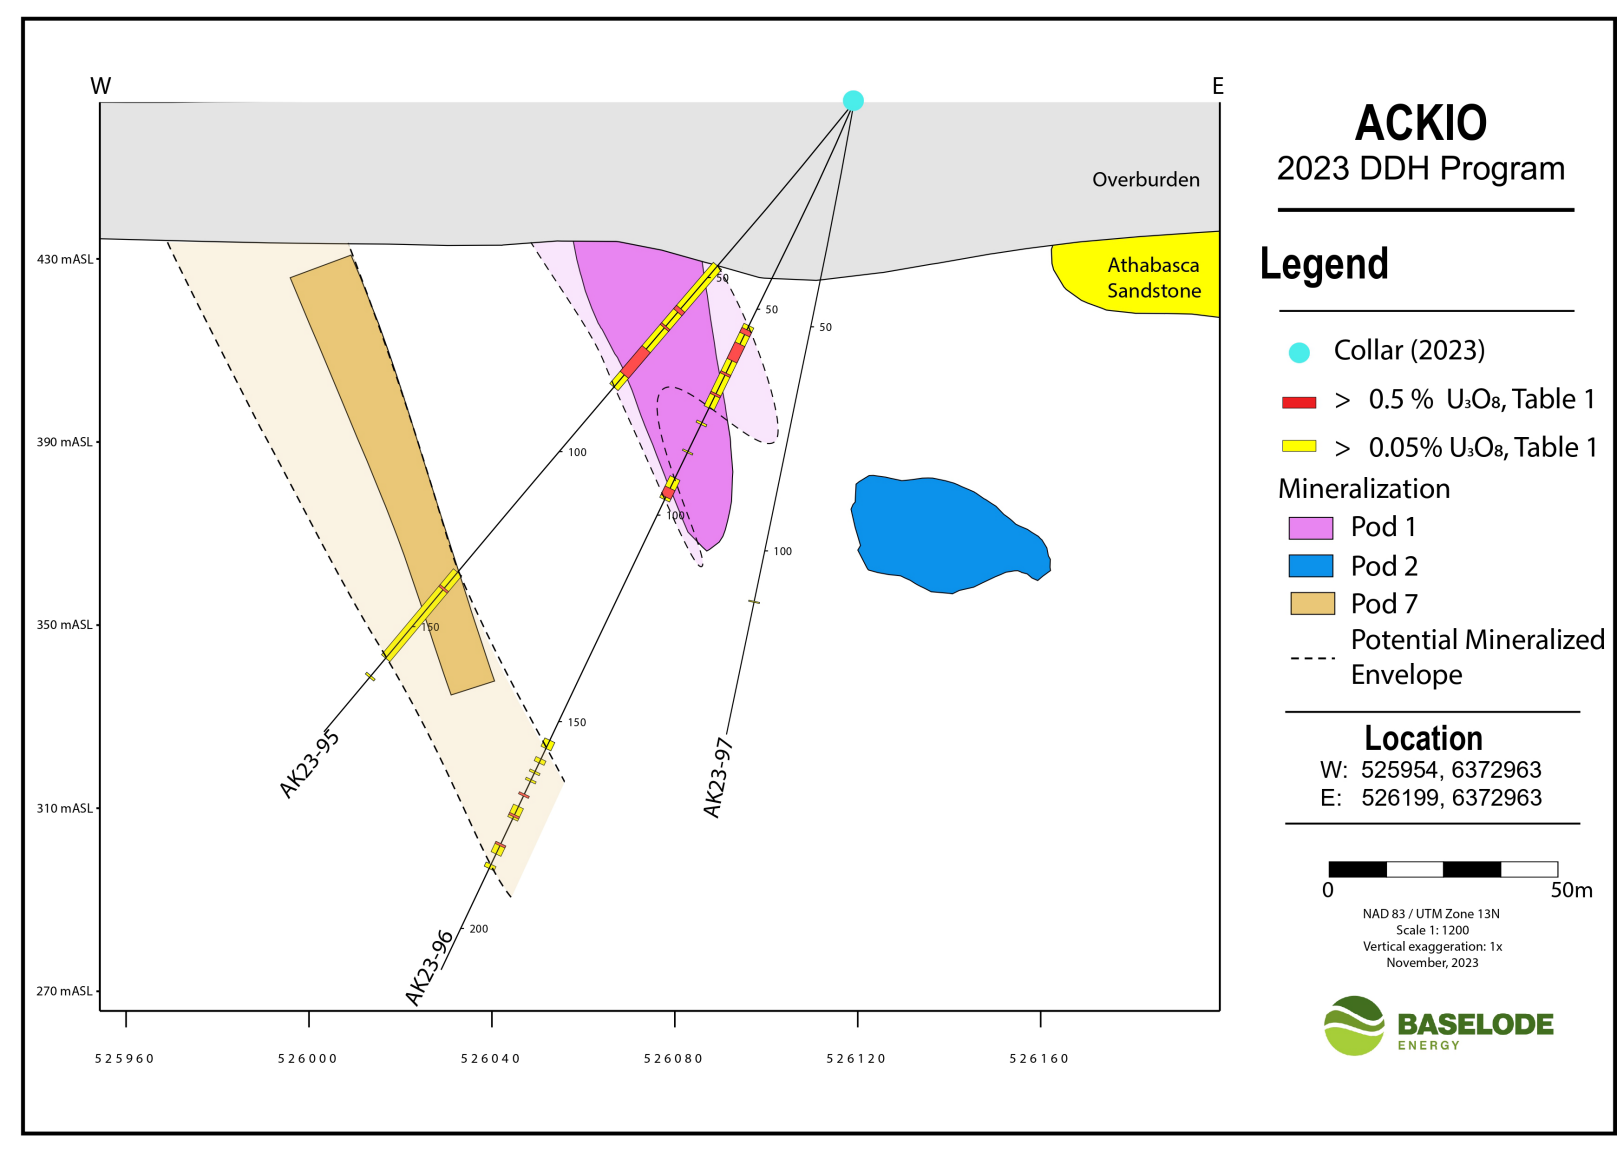 W
E
Overburden
Athabasca
Sandstone
430 mASL
390 mASL
350 mASL
310 mASL
270 mASL
50
50
50
100
100
100
150
150
200
AK23-95
AK23-96
AK23-97
525960
526000
526040
526080
526120
526160
ACKIO
2023 DDH Program
Legend
Collar (2023)
> 0.5 % U₃O₈, Table 1
> 0.05% U₃O₈, Table 1
Mineralization
Pod 1
Pod 2
Pod 7
Potential Mineralized
Envelope
Location
W: 525954, 6372963
E: 526199, 6372963
0 50m
NAD 83 / UTM Zone 13N
Scale 1: 1200
Vertical exaggeration: 1x
November, 2023
BASELODE
ENERGY